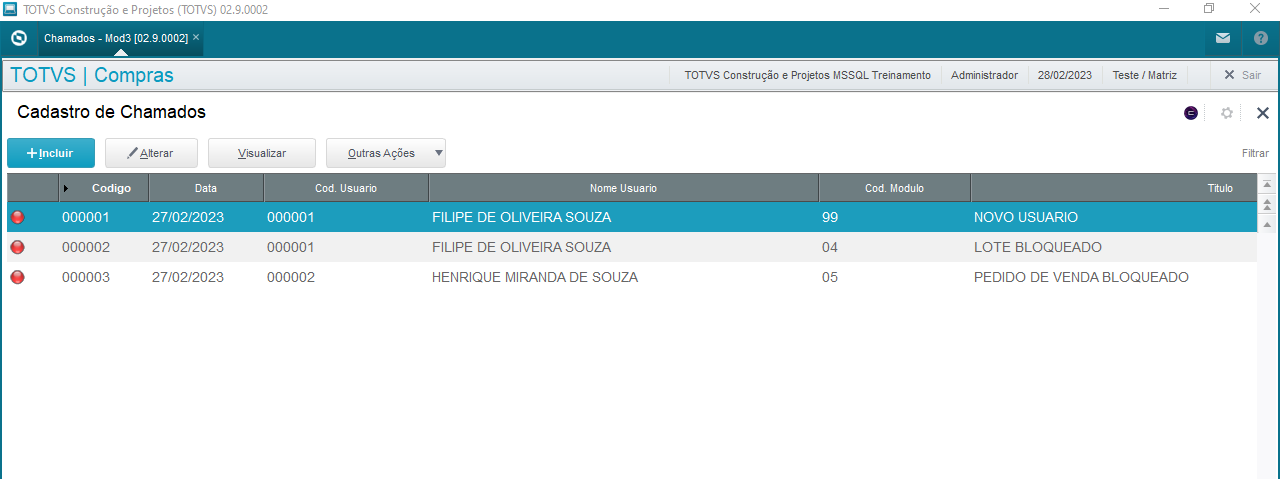 TOTVS Construção e Projetos (TOTVS) 02.9.0002
Chamados - Mod3 [02.9.0002]
TOTVS | Compras TOTVS Construção e Projetos MSSQL Treinamento Administrador 28/02/2023 Teste / Matriz Sair
Cadastro de Chamados
+Incluir Alterar Visualizar Outras Ações Filtrar
Codigo Data Cod. Usuario Nome Usuario Cod. Modulo Titulo
000001 27/02/2023 000001 FILIPE DE OLIVEIRA SOUZA 99 NOVO USUARIO
000002 27/02/2023 000001 FILIPE DE OLIVEIRA SOUZA 04 LOTE BLOQUEADO
000003 27/02/2023 000002 HENRIQUE MIRANDA DE SOUZA 05 PEDIDO DE VENDA BLOQUEADO